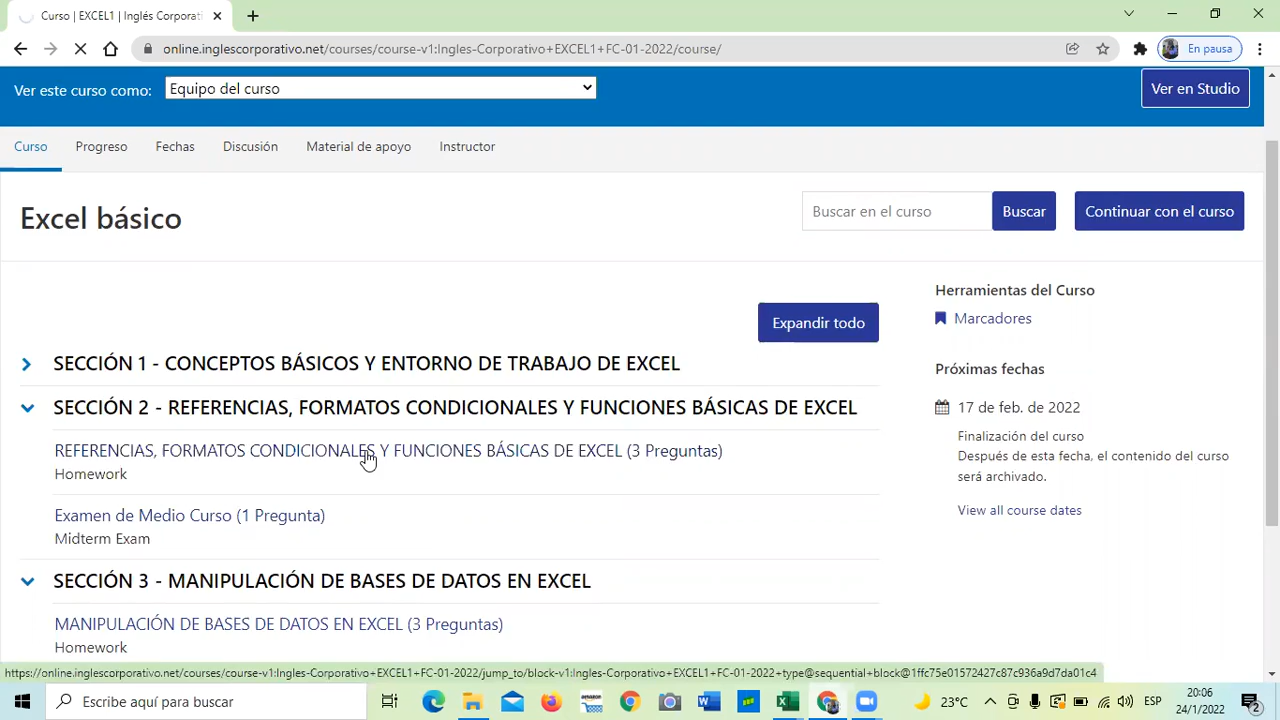 Curso | EXCEL1 | Inglés Corporati
online.inglescorporativo.net/courses/course-v1:Ingles-Corporativo+EXCEL1+FC-01-2022/course/
En pausa
Ver este curso como:
Equipo del curso
Ver en Studio
Curso
Progreso
Fechas
Discusión
Material de apoyo
Instructor
Excel básico
Buscar en el curso
Buscar
Continuar con el curso
Herramientas del Curso
Marcadores
Expandir todo
SECCIÓN 1 - CONCEPTOS BÁSICOS Y ENTORNO DE TRABAJO DE EXCEL
Próximas fechas
SECCIÓN 2 - REFERENCIAS, FORMATOS CONDICIONALES Y FUNCIONES BÁSICAS DE EXCEL
17 de feb. de 2022
Finalización del curso
Después de esta fecha, el contenido del curso
será archivado.
REFERENCIAS, FORMATOS CONDICIONALES Y FUNCIONES BÁSICAS DE EXCEL (3 Preguntas)
Homework
View all course dates
Examen de Medio Curso (1 Pregunta)
Midterm Exam
SECCIÓN 3 - MANIPULACIÓN DE BASES DE DATOS EN EXCEL
MANIPULACIÓN DE BASES DE DATOS EN EXCEL (3 Preguntas)
Homework
https://online.inglescorporativo.net/courses/course-v1:Ingles-Corporativo+EXCEL1+FC-01-2022/jump_to/block-v1:Ingles-Corporativo+EXCEL1+FC-01-2022+type@sequential+block@1ffc75e01572427c87c936a9d7da01c4
Escribe aquí para buscar
amazon
23°C
ESP
20:06
24/1/2022
2